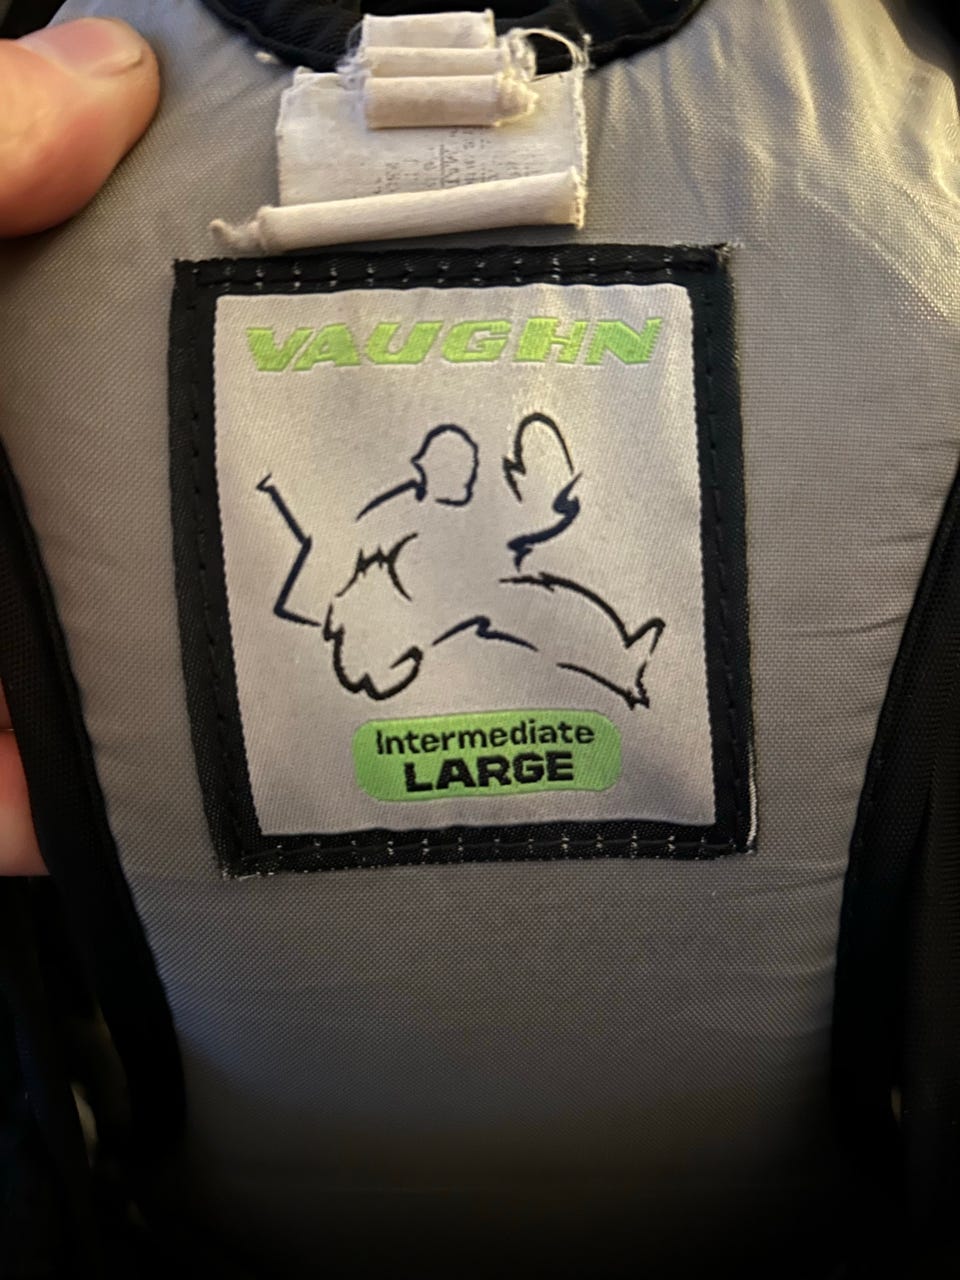 VAUGHN
Intermediate
LARGE